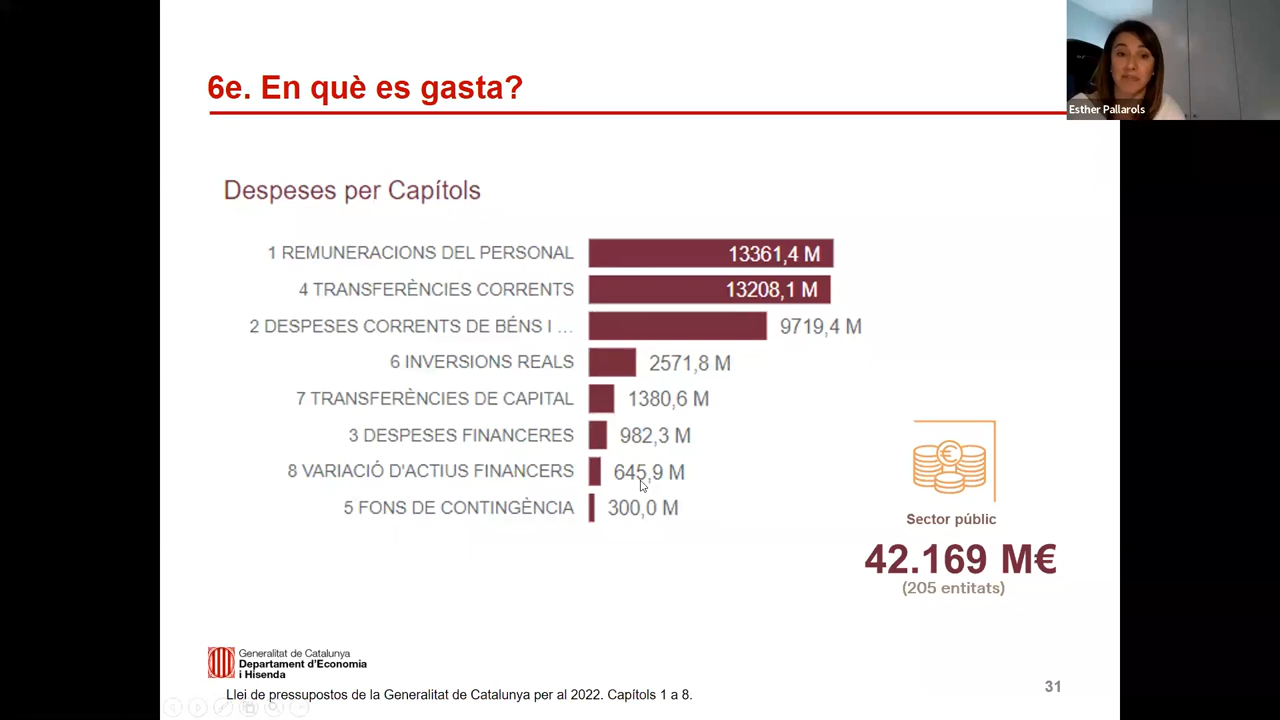 6e. En què es gasta?
Esther Pallarols
Despeses per Capítols
1 REMUNERACIONS DEL PERSONAL 13361,4 M
4 TRANSFERÈNCIES CORRENTS 13208,1 M
2 DESPESES CORRENTS DE BÉNS I ... 9719,4 M
6 INVERSIONS REALS 2571,8 M
7 TRANSFERÈNCIES DE CAPITAL 1380,6 M
3 DESPESES FINANCERES 982,3 M
8 VARIACIÓ D'ACTIUS FINANCERS 645,9 M
5 FONS DE CONTINGÈNCIA 300,0 M
€
Sector públic
42.169 M€
(205 entitats)
Generalitat de Catalunya
Departament d'Economia
i Hisenda
Llei de pressupostos de la Generalitat de Catalunya per al 2022. Capítols 1 a 8.
31